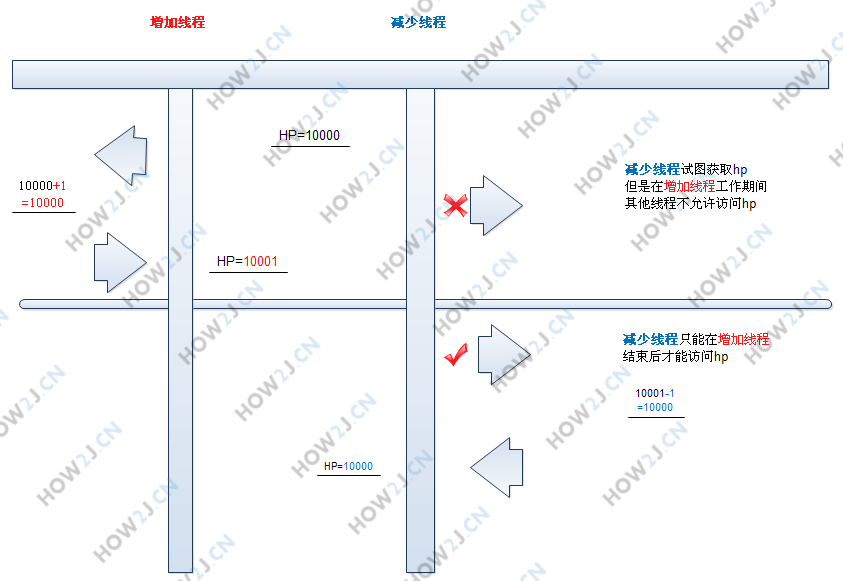 增加线程
减少线程
HP=10000
10000+1
=10000
减少线程试图获取hp
但是在增加线程工作期间
其他线程不允许访问hp
HP=10001
减少线程只能在增加线程
结束后才能访问hp
10001-1
=10000
HP=10000
HOW2J.CN